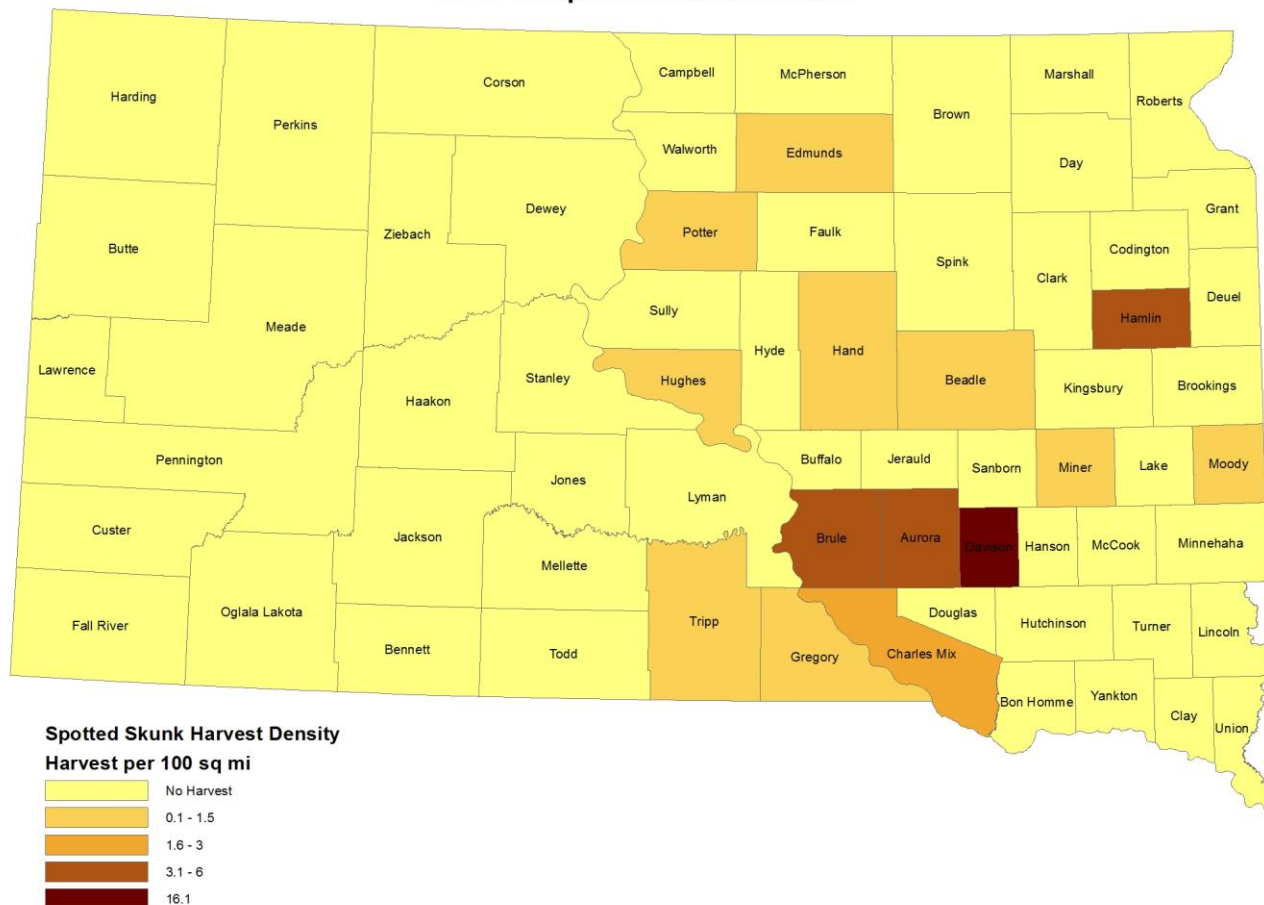 Campbell
McPherson
Marshall
Corson
Roberts
Harding
Brown
Perkins
Walworth
Edmunds
Day
Dewey
Grant
Potter
Faulk
Ziebach
Butte
Codington
Spink
Clark
Deuel
Sully
Hamlin
Meade
Hyde
Hand
Lawrence
Stanley
Hughes
Beadle
Kingsbury
Brookings
Haakon
Pennington
Buffalo
Jerauld
Sanborn
Miner
Lake
Moody
Jones
Lyman
Custer
Jackson
Brule
Aurora
Davison
Hanson
McCook
Minnehaha
Mellette
Oglala Lakota
Fall River
Tripp
Douglas
Hutchinson
Turner
Lincoln
Bennett
Todd
Gregory
Charles Mix
Bon Homme
Yankton
Clay
Union
Spotted Skunk Harvest Density
Harvest per 100 sq mi
No Harvest
0.1 - 1.5
1.6 - 3
3.1 - 6
16.1